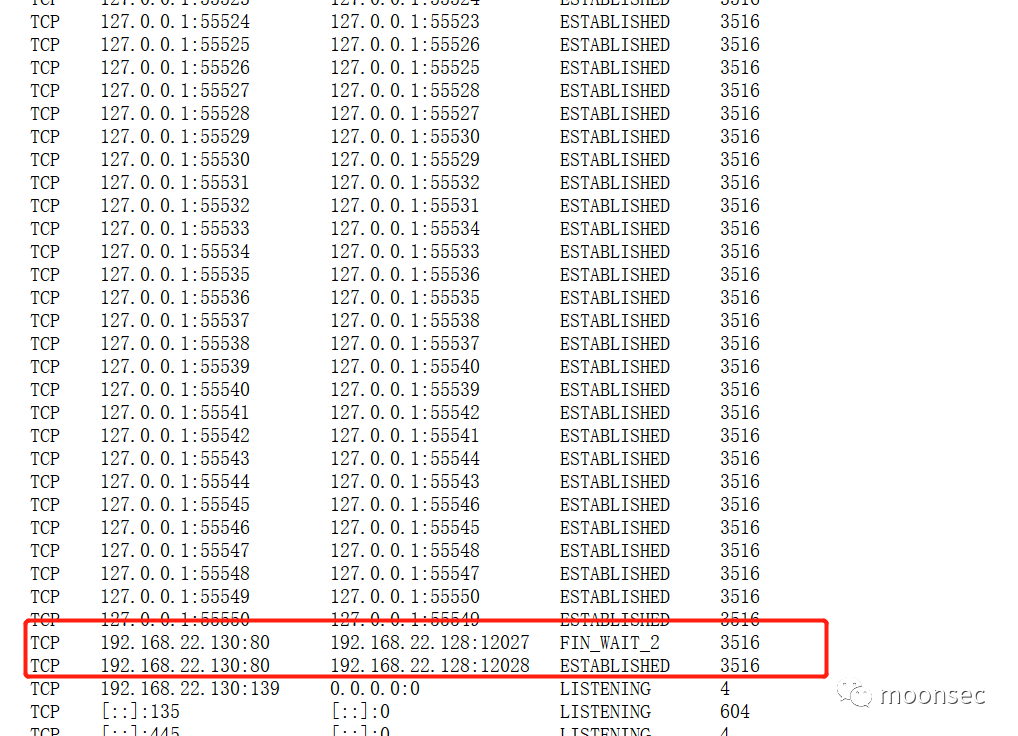 TCP 127.0.0.1:55523 127.0.0.1:55524 ESTABLISHED 3516
TCP 127.0.0.1:55524 127.0.0.1:55523 ESTABLISHED 3516
TCP 127.0.0.1:55525 127.0.0.1:55526 ESTABLISHED 3516
TCP 127.0.0.1:55526 127.0.0.1:55525 ESTABLISHED 3516
TCP 127.0.0.1:55527 127.0.0.1:55528 ESTABLISHED 3516
TCP 127.0.0.1:55528 127.0.0.1:55527 ESTABLISHED 3516
TCP 127.0.0.1:55529 127.0.0.1:55530 ESTABLISHED 3516
TCP 127.0.0.1:55530 127.0.0.1:55529 ESTABLISHED 3516
TCP 127.0.0.1:55531 127.0.0.1:55532 ESTABLISHED 3516
TCP 127.0.0.1:55532 127.0.0.1:55531 ESTABLISHED 3516
TCP 127.0.0.1:55533 127.0.0.1:55534 ESTABLISHED 3516
TCP 127.0.0.1:55534 127.0.0.1:55533 ESTABLISHED 3516
TCP 127.0.0.1:55535 127.0.0.1:55536 ESTABLISHED 3516
TCP 127.0.0.1:55536 127.0.0.1:55535 ESTABLISHED 3516
TCP 127.0.0.1:55537 127.0.0.1:55538 ESTABLISHED 3516
TCP 127.0.0.1:55538 127.0.0.1:55537 ESTABLISHED 3516
TCP 127.0.0.1:55539 127.0.0.1:55540 ESTABLISHED 3516
TCP 127.0.0.1:55540 127.0.0.1:55539 ESTABLISHED 3516
TCP 127.0.0.1:55541 127.0.0.1:55542 ESTABLISHED 3516
TCP 127.0.0.1:55542 127.0.0.1:55541 ESTABLISHED 3516
TCP 127.0.0.1:55543 127.0.0.1:55544 ESTABLISHED 3516
TCP 127.0.0.1:55544 127.0.0.1:55543 ESTABLISHED 3516
TCP 127.0.0.1:55545 127.0.0.1:55546 ESTABLISHED 3516
TCP 127.0.0.1:55546 127.0.0.1:55545 ESTABLISHED 3516
TCP 127.0.0.1:55547 127.0.0.1:55548 ESTABLISHED 3516
TCP 127.0.0.1:55548 127.0.0.1:55547 ESTABLISHED 3516
TCP 127.0.0.1:55549 127.0.0.1:55550 ESTABLISHED 3516
TCP 127.0.0.1:55550 127.0.0.1:55549 ESTABLISHED 3516
TCP 192.168.22.130:80 192.168.22.128:12027 FIN_WAIT_2 3516
TCP 192.168.22.130:80 192.168.22.128:12028 ESTABLISHED 3516
TCP 192.168.22.130:139 0.0.0.0:0 LISTENING 4
TCP [::]:135 [::]:0 LISTENING 604
TCP [::]:445 [::]:0 LISTENING 4
moonsec